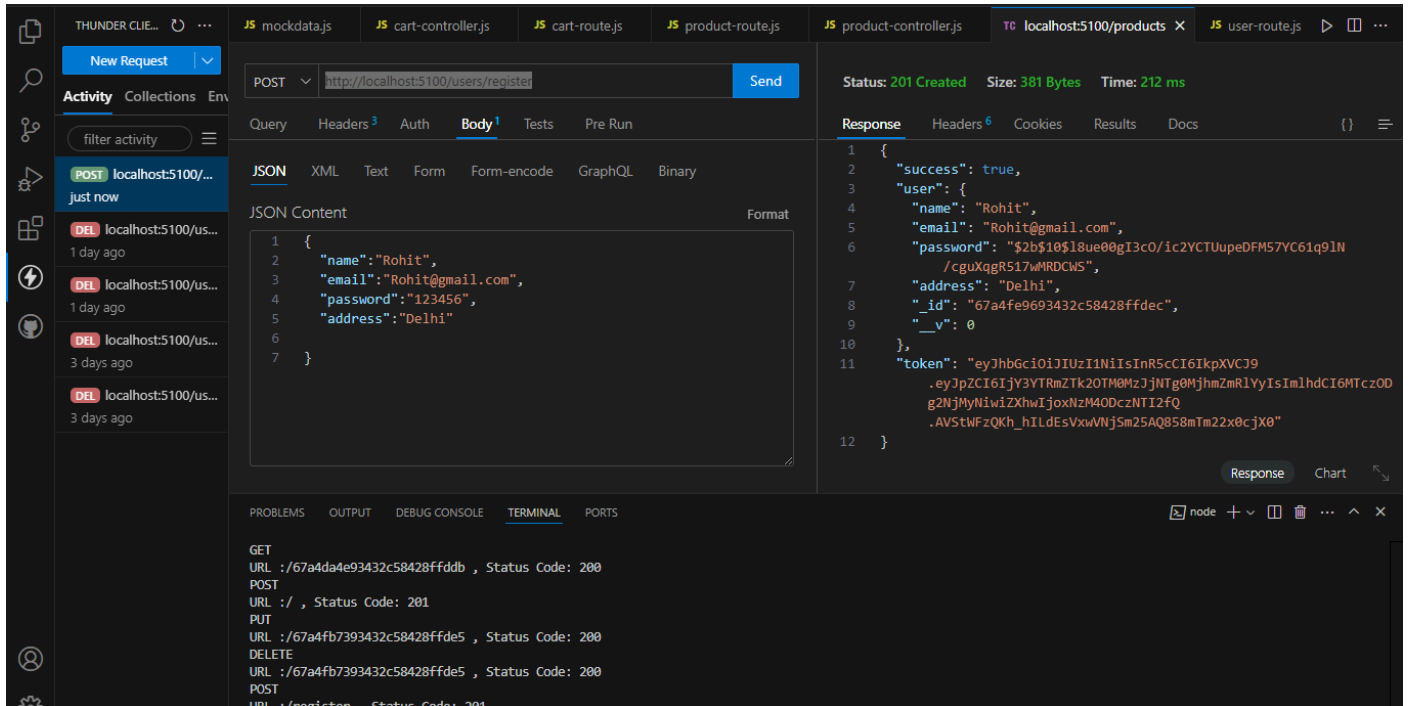 THUNDER CLIE... ...
JS mockdata.js JS cart-controller.js JS cart-route.js JS product-route.js JS product-controller.js TC localhost:5100/products JS user-route.js ...
New Request
Activity Collections Env
filter activity
POST localhost:5100/...
just now
DEL localhost:5100/us...
1 day ago
DEL localhost:5100/us...
1 day ago
DEL localhost:5100/us...
3 days ago
DEL localhost:5100/us...
3 days ago
POST http://localhost:5100/users/register Send
Query Headers 3 Auth Body 1 Tests Pre Run
JSON XML Text Form Form-encode GraphQL Binary
JSON Content Format
1 {
2 "name":"Rohit",
3 "email":"Rohit@gmail.com",
4 "password":"123456",
5 "address":"Delhi"
6
7 }
Status: 201 Created Size: 381 Bytes Time: 212 ms
Response Headers 6 Cookies Results Docs {}
1 {
2 "success": true,
3 "user": {
4 "name": "Rohit",
5 "email": "Rohit@gmail.com",
6 "password": "$2b$10$l8ue00gI3cO/ic2YCTUupeDFM57YC61q9lN
/cguXqgR517wMRDCWS",
7 "address": "Delhi",
8 "_id": "67a4fe9693432c58428ffdec",
9 "__v": 0
10 },
11 "token": "eyJhbGciOiJIUzI1NiIsInR5cCI6IkpXVCJ9
.eyJpZCI6IjY3YTRmZTk2OTM0MzJjNTg0MjhmZmRlYyIsImlhdCI6MTczOD
g2NjMyNiwiZXhwIjoxNzM4ODczNTI2fQ
.AVStWFzQKh_hILdEsVxwVNjSm25AQ858mTm22x0cjX0"
12 }
Response Chart
PROBLEMS OUTPUT DEBUG CONSOLE TERMINAL PORTS node ...
GET
URL :/67a4da4e93432c58428ffddb , Status Code: 200
POST
URL :/ , Status Code: 201
PUT
URL :/67a4fb7393432c58428ffde5 , Status Code: 200
DELETE
URL :/67a4fb7393432c58428ffde5 , Status Code: 200
POST
URL :/register , Status Code: 201